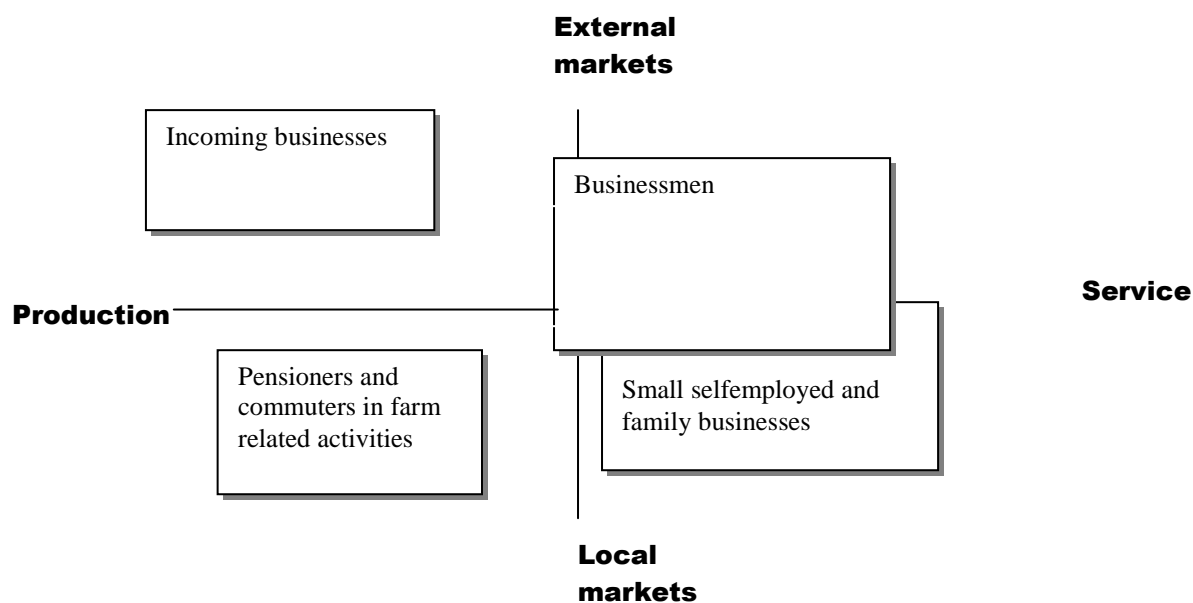 External
markets
Incoming businesses
Businessmen
Service
Production
Pensioners and
commuters in farm
related activities
Small selfemployed and
family businesses
Local
markets